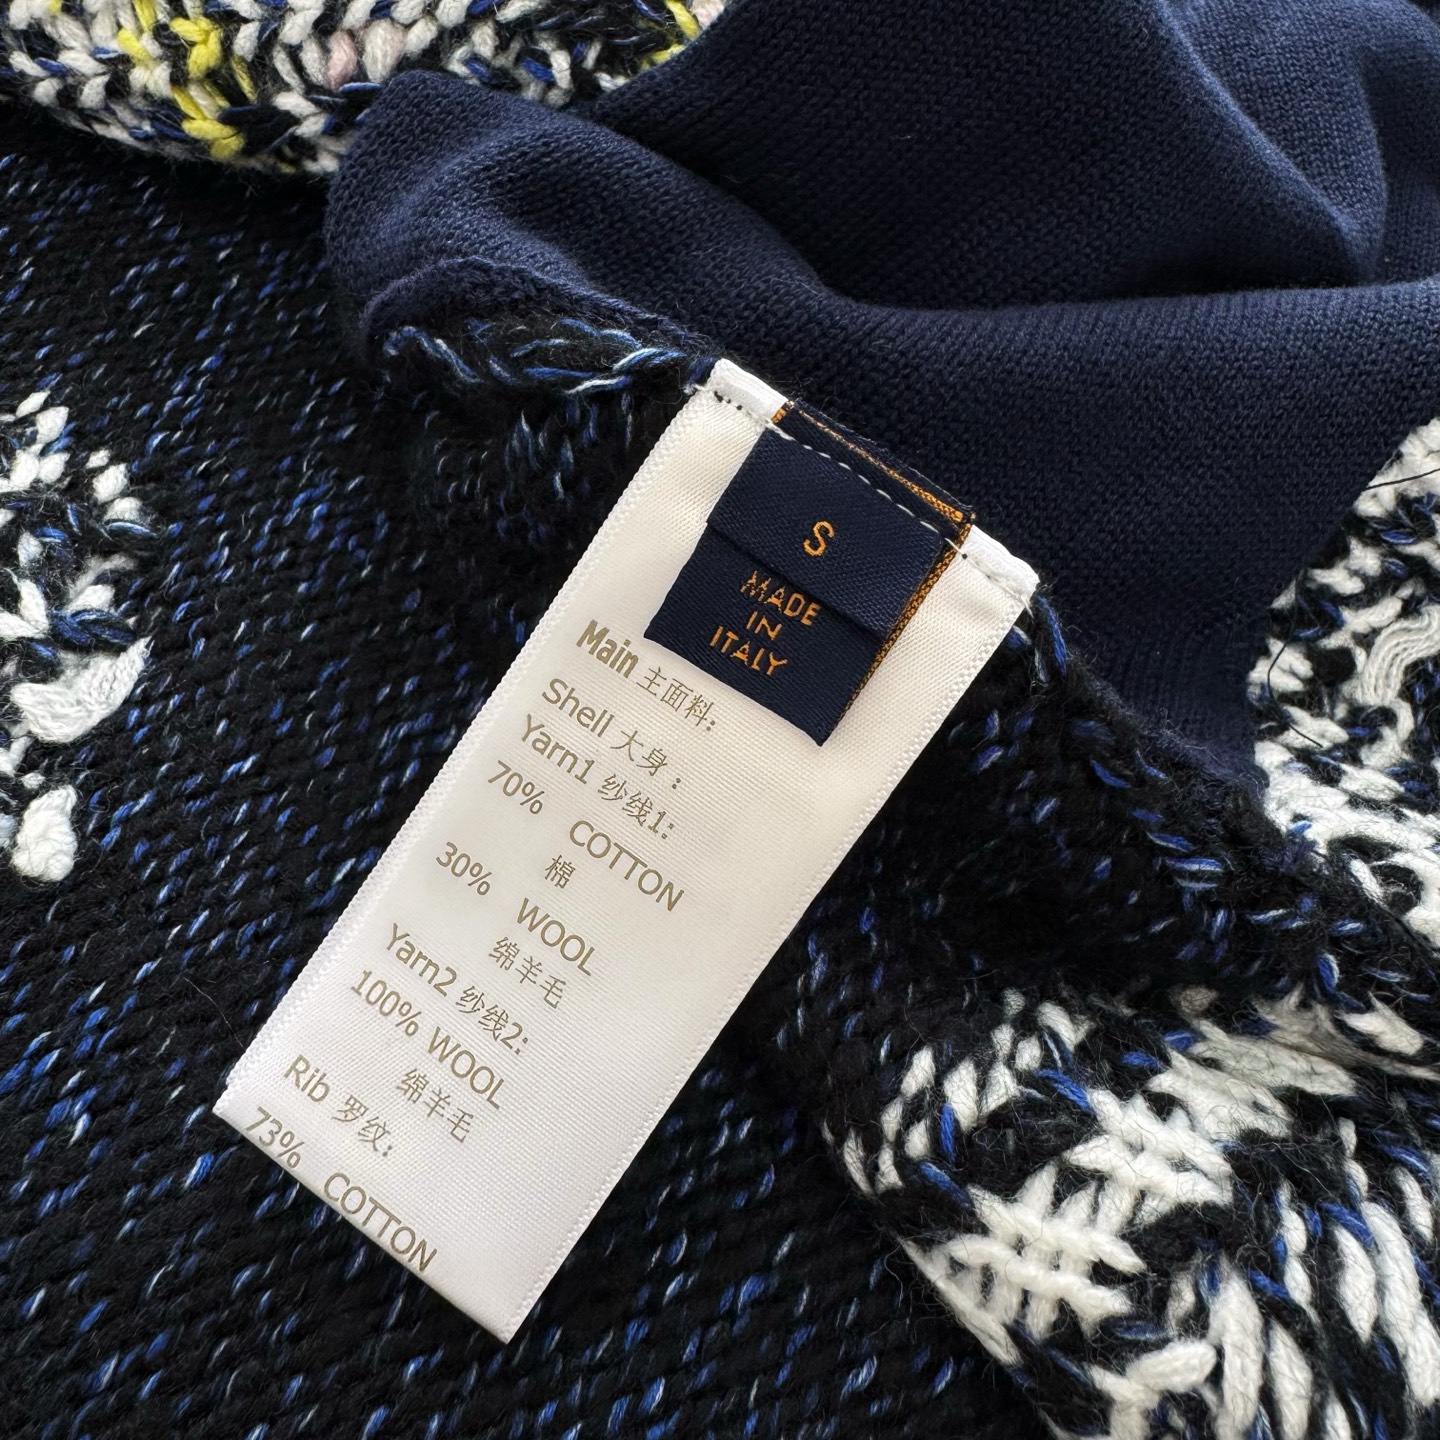 S
MADE
IN
ITALY
Main 主面料:
Shell 大身:
Yarn1 纱线1:
70% COTTON
棉
30% WOOL
绵羊毛
Yarn2 纱线2:
100% WOOL
绵羊毛
Rib 罗纹:
73% COTTON